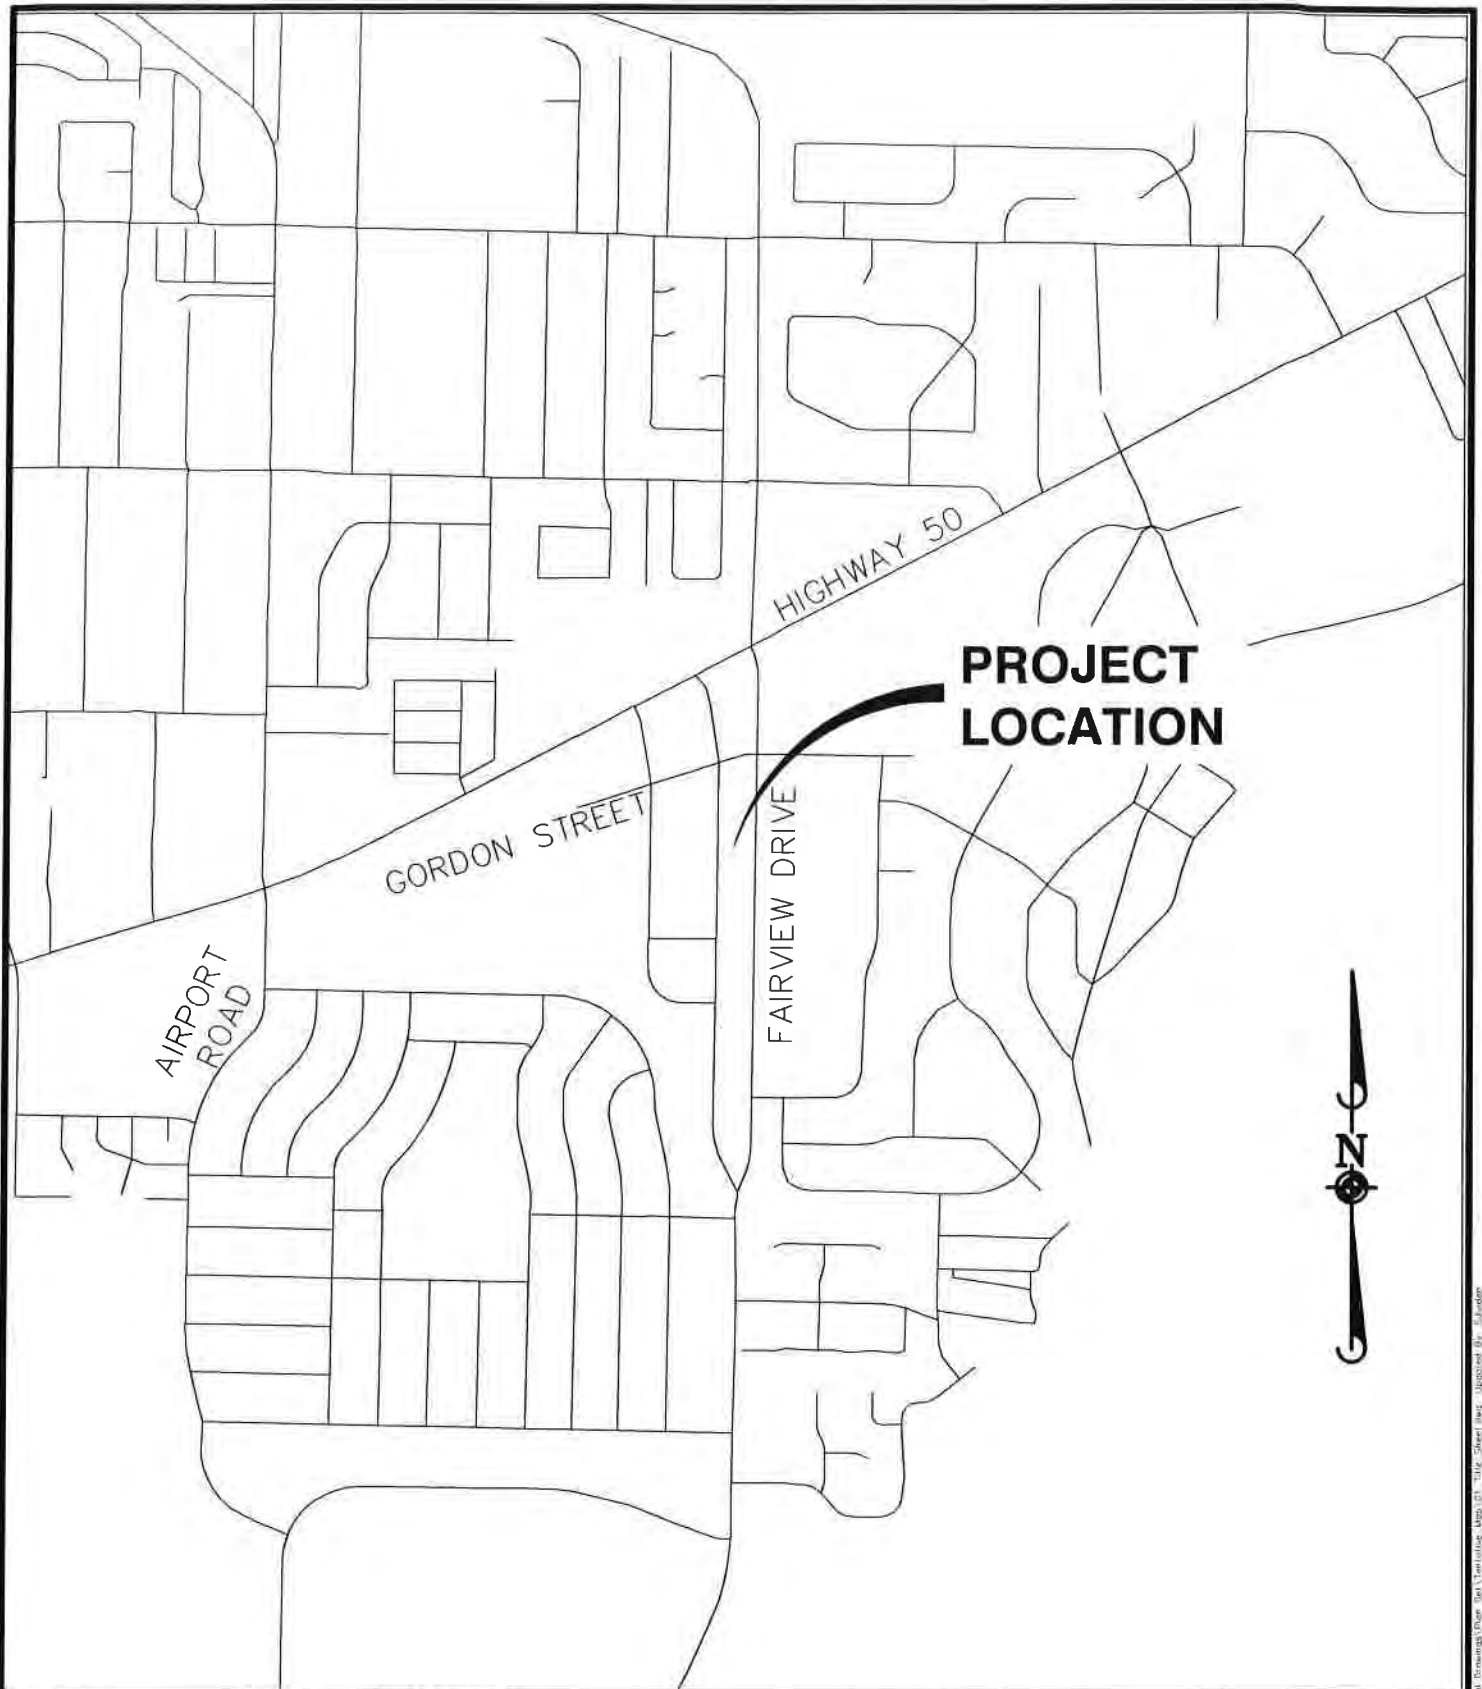 HIGHWAY 50
PROJECT
LOCATION
GORDON STREET
FAIRVIEW DRIVE
AIRPORT
ROAD
N